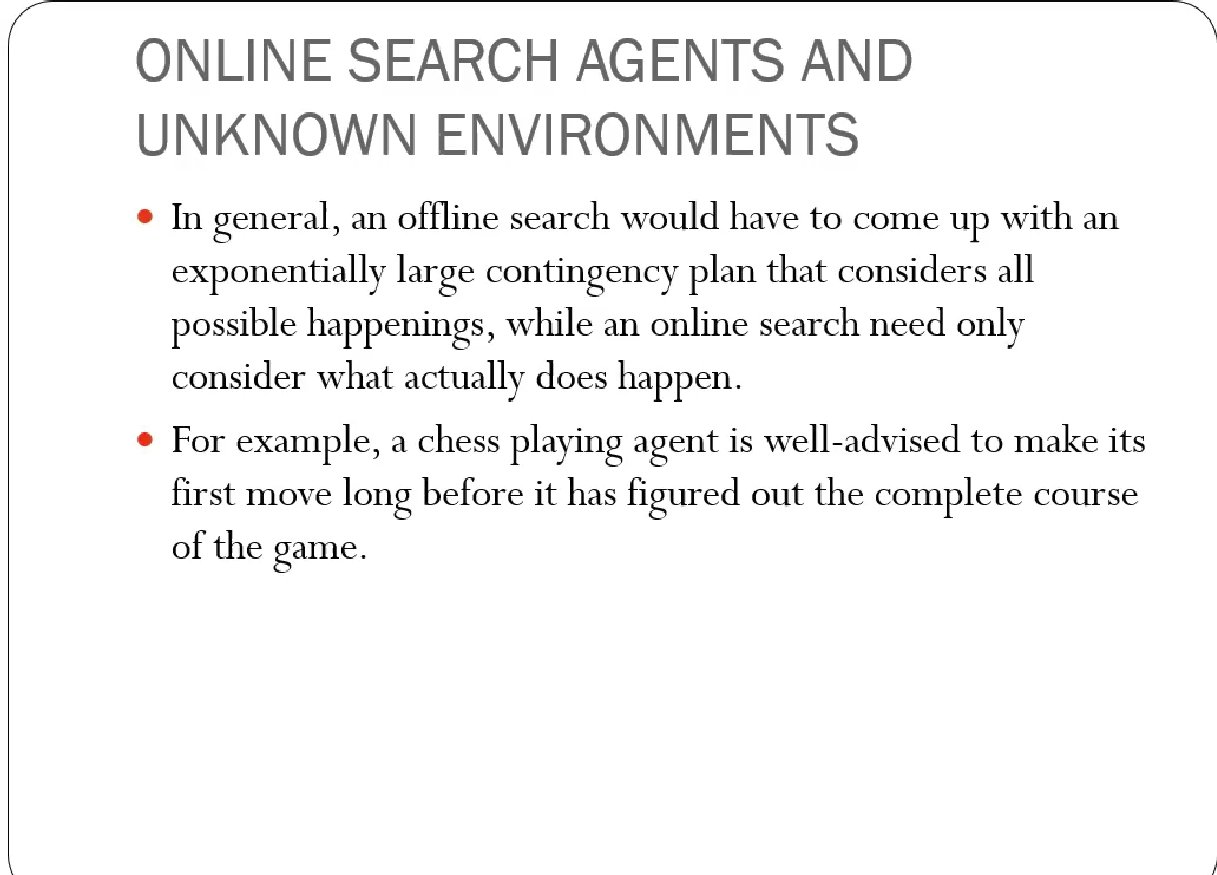 ONLINE SEARCH AGENTS AND
UNKNOWN ENVIRONMENTS
• In general, an offline search would have to come up with an
exponentially large contingency plan that considers all
possible happenings, while an online search need only
consider what actually does happen.
• For example, a chess playing agent is well-advised to make its
first move long before it has figured out the complete course
of the game.